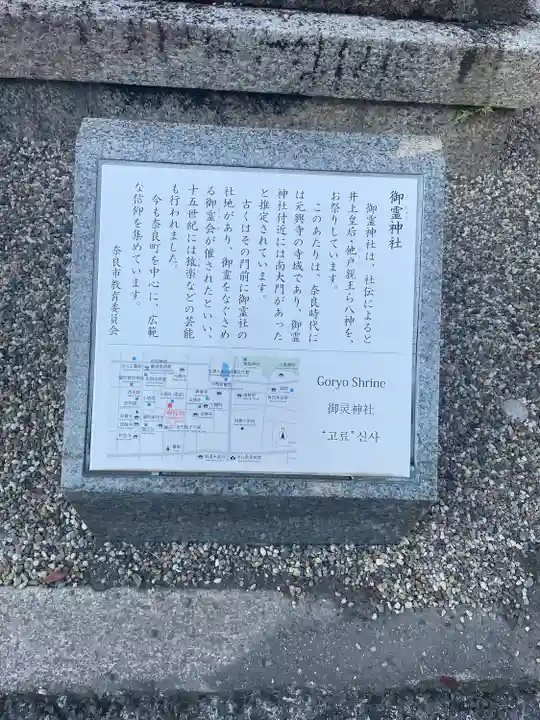 御霊神社
御霊神社は、社伝によると
井上皇后・他戸親王ら八神を、
お祭りしています。
このあたりは、奈良時代に
は元興寺の寺域であり、御霊
神社付近には南大門があった
と推定されています。
古くはその門前に御霊社の
社地があり、御霊をなぐさめ
る御霊会が催されたといい、
十五世紀には猿楽などの芸能
も行われました。
今も奈良町を中心に、広範
な信仰を集めています。
奈良市教育委員会
Goryo Shrine
御灵神社
“고료”신사